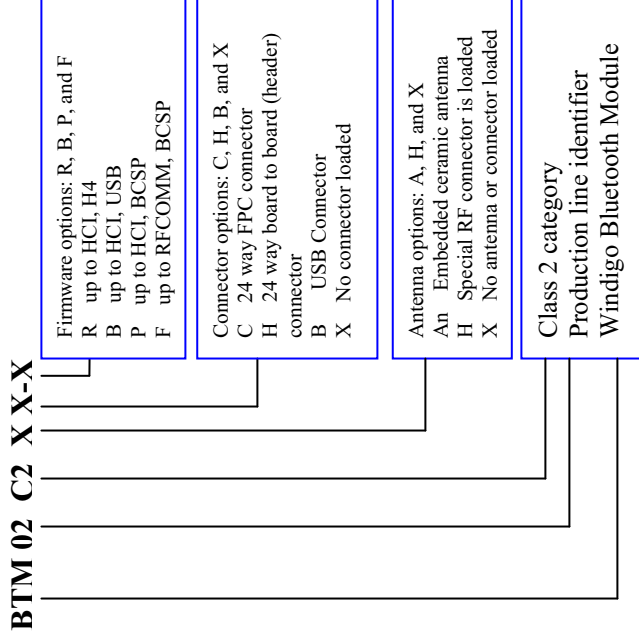 BTM 02 C2 X X-X
Firmware options: R, B, P, and F
R up to HCI, H4
B up to HCI, USB
P up to HCI, BCSP
F up to RFCOMM, BCSP
Connector options: C, H, B, and X
C 24 way FPC connector
H 24 way board to board (header)
connector
B USB Connector
X No connector loaded
Antenna options: A, H, and X
An Embedded ceramic antenna
H Special RF connector is loaded
X No antenna or connector loaded
Class 2 category
Production line identifier
Windigo Bluetooth Module